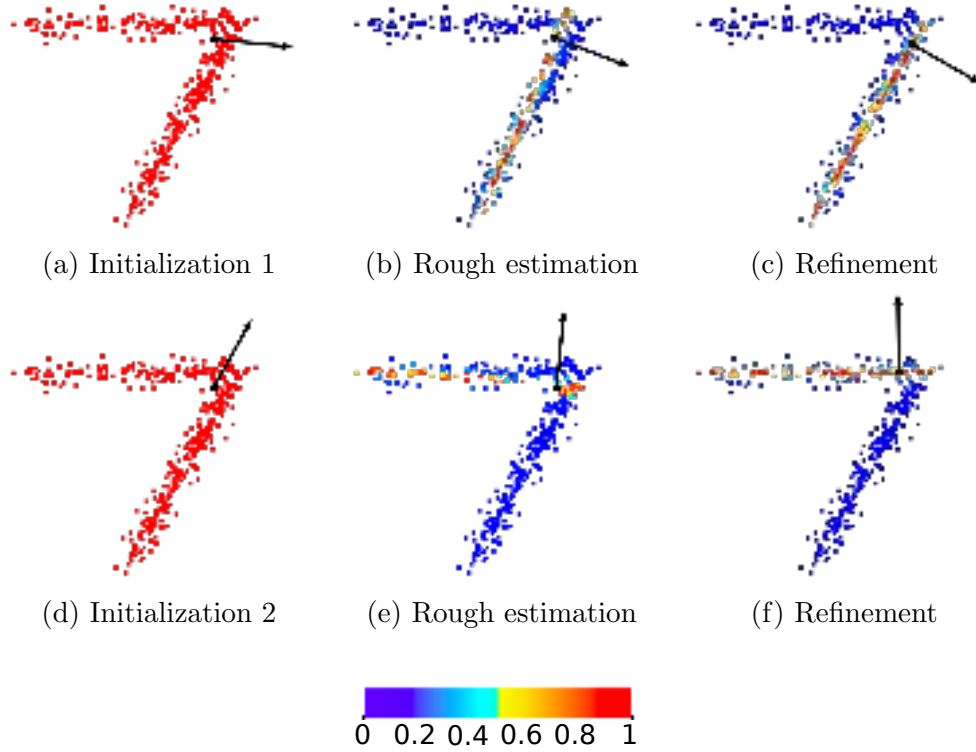 (a) Initialization 1
(b) Rough estimation
(c) Refinement
(d) Initialization 2
(e) Rough estimation
(f) Refinement
0 0.2 0.4 0.6 0.8 1